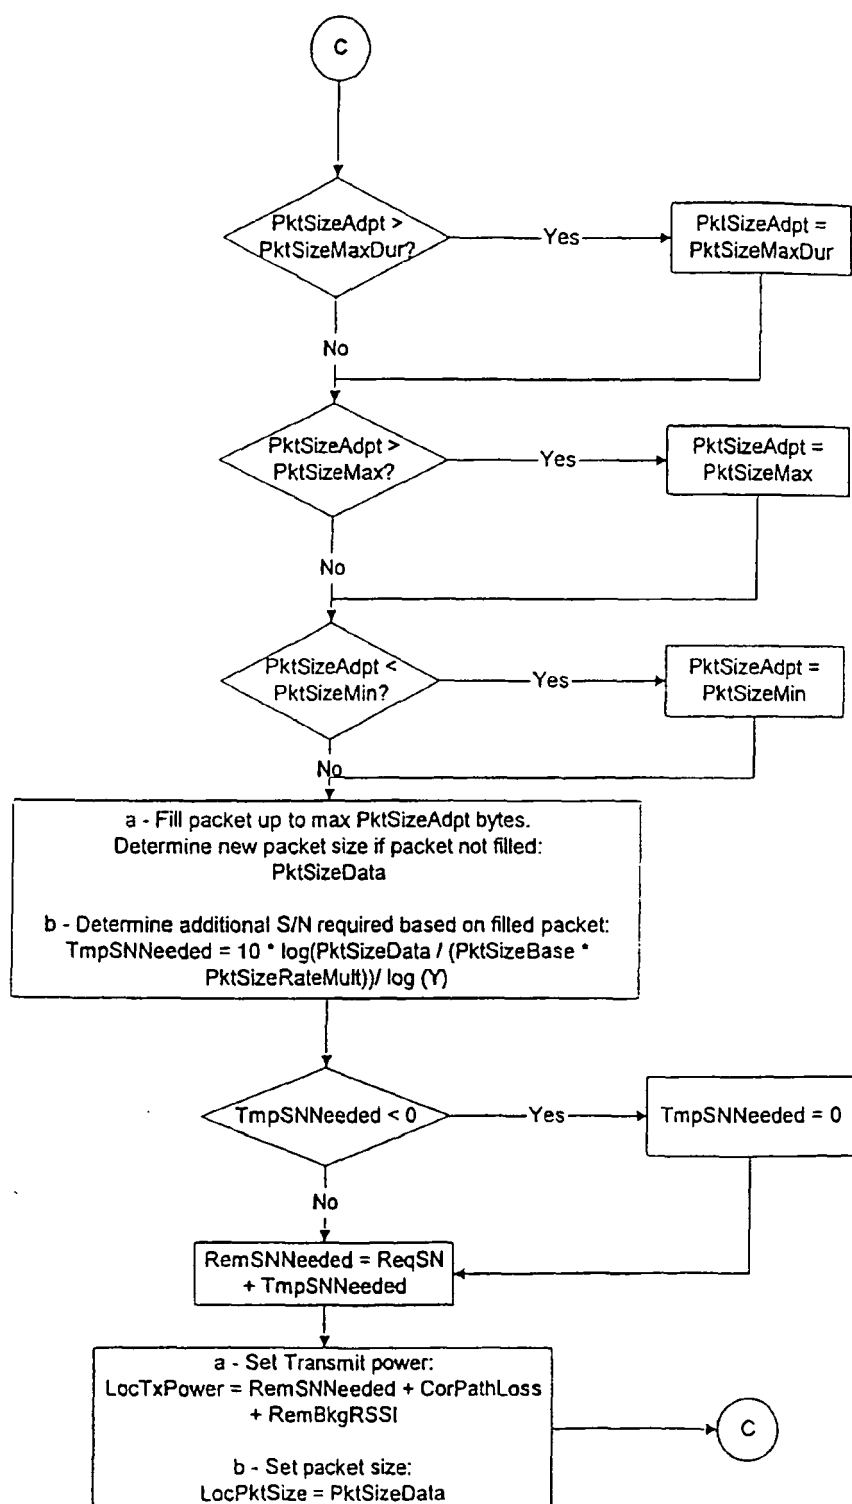 C
PktSizeAdpt >
PktSizeMaxDur?
Yes
PktSizeAdpt =
PktSizeMaxDur
No
PktSizeAdpt >
PktSizeMax?
Yes
PktSizeAdpt =
PktSizeMax
No
PktSizeAdpt <
PktSizeMin?
Yes
PktSizeAdpt =
PktSizeMin
No
a - Fill packet up to max PktSizeAdpt bytes.
Determine new packet size if packet not filled:
PktSizeData
b - Determine additional S/N required based on filled packet:
TmpSNNeeded = 10 * log(PktSizeData / (PktSizeBase *
PktSizeRateMult))/ log (Y)
TmpSNNeeded < 0
Yes
TmpSNNeeded = 0
No
RemSNNeeded = ReqSN
+ TmpSNNeeded
a - Set Transmit power:
LocTxPower = RemSNNeeded + CorPathLoss
+ RemBkgRSSI
b - Set packet size:
LocPktSize = PktSizeData
C